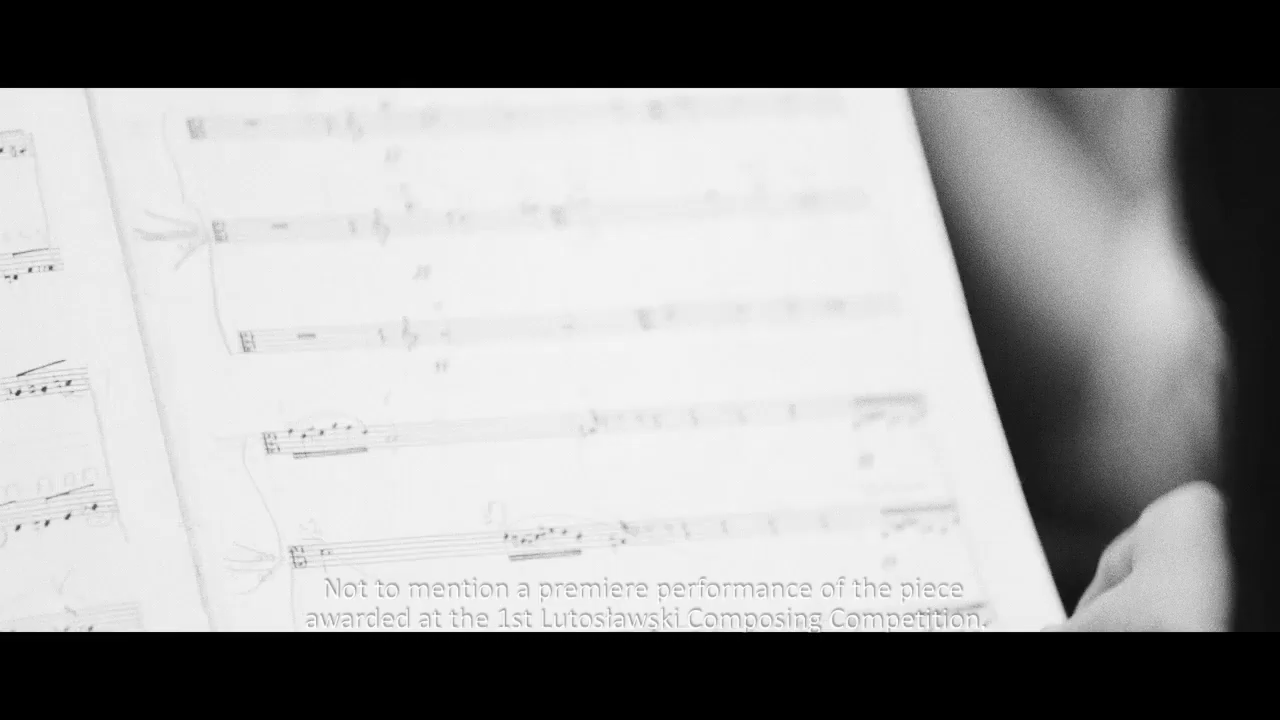 Not to mention a premiere performance of the piece
awarded at the 1st Lutosławski Composing Competition.